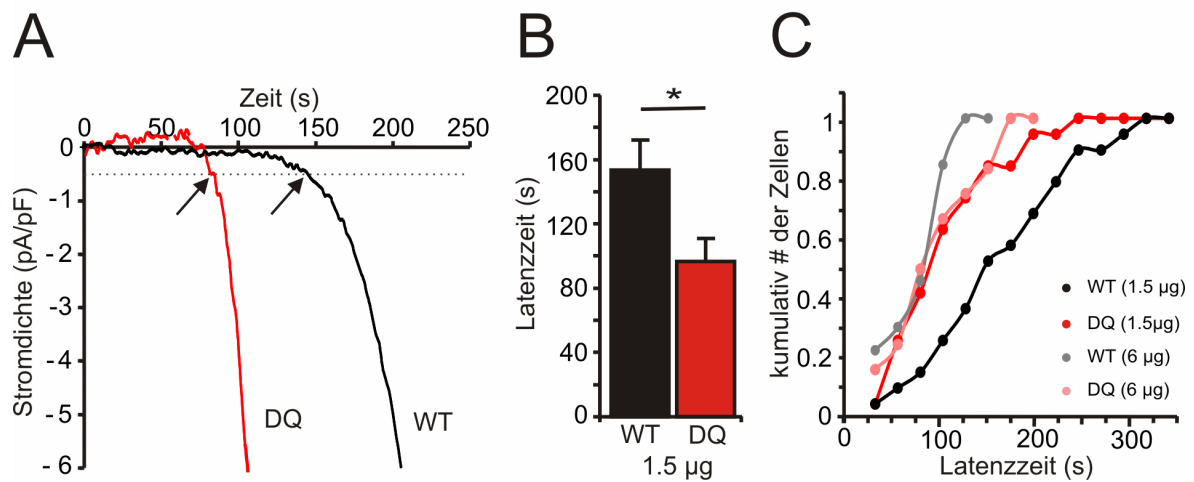 A
Zeit (s)
0 50 100 150 200 250
0
-1
-2
-3
-4
-5
-6
Stromdichte (pA/pF)
DQ
WT
B
200
160
120
80
40
0
Latenzzeit (s)
*
WT DQ
1.5 µg
C
1
0.8
0.6
0.4
0.2
0
kumulativ # der Zellen
0 100 200 300
Latenzzeit (s)
WT (1.5 µg)
DQ (1.5µg)
WT (6 µg)
DQ (6 µg)